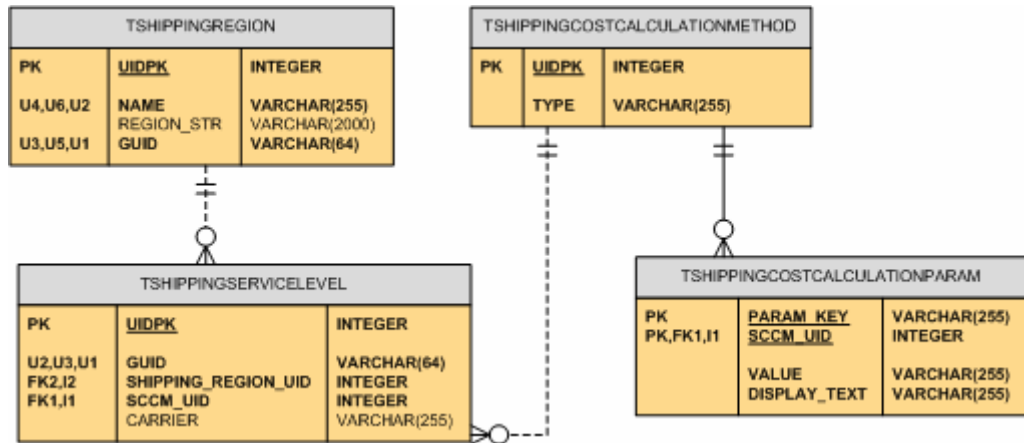 TSHIPPINGREGION
PK UIDPK INTEGER
U4,U6,U2 NAME VARCHAR(255)
REGION_STR VARCHAR(2000)
U3,U5,U1 GUID VARCHAR(64)
TSHIPPINGCOSTCALCULATIONMETHOD
PK UIDPK INTEGER
TYPE VARCHAR(255)
TSHIPPINGSERVICELEVEL
PK UIDPK INTEGER
U2,U3,U1 GUID VARCHAR(64)
FK2,I2 SHIPPING_REGION_UID INTEGER
FK1,I1 SCCM_UID INTEGER
CARRIER VARCHAR(255)
TSHIPPINGCOSTCALCULATIONPARAM
PK PARAM_KEY VARCHAR(255)
PK,FK1,I1 SCCM_UID INTEGER
VALUE VARCHAR(255)
DISPLAY_TEXT VARCHAR(255)